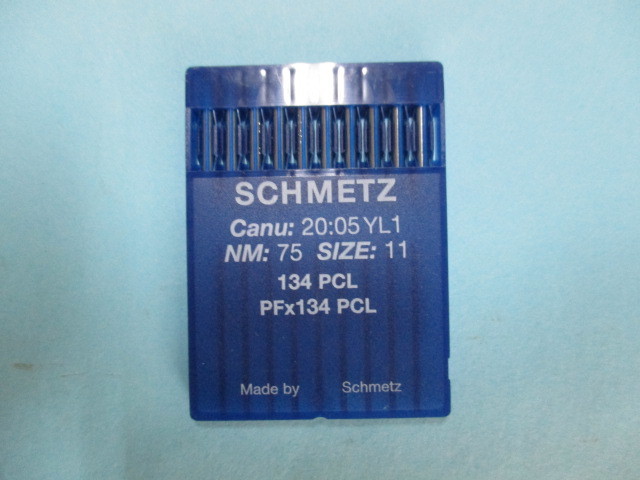 SCHMETZ
Canu: 20:05 YL1
NM: 75 SIZE: 11
134 PCL
PFx134 PCL
Made by Schmetz